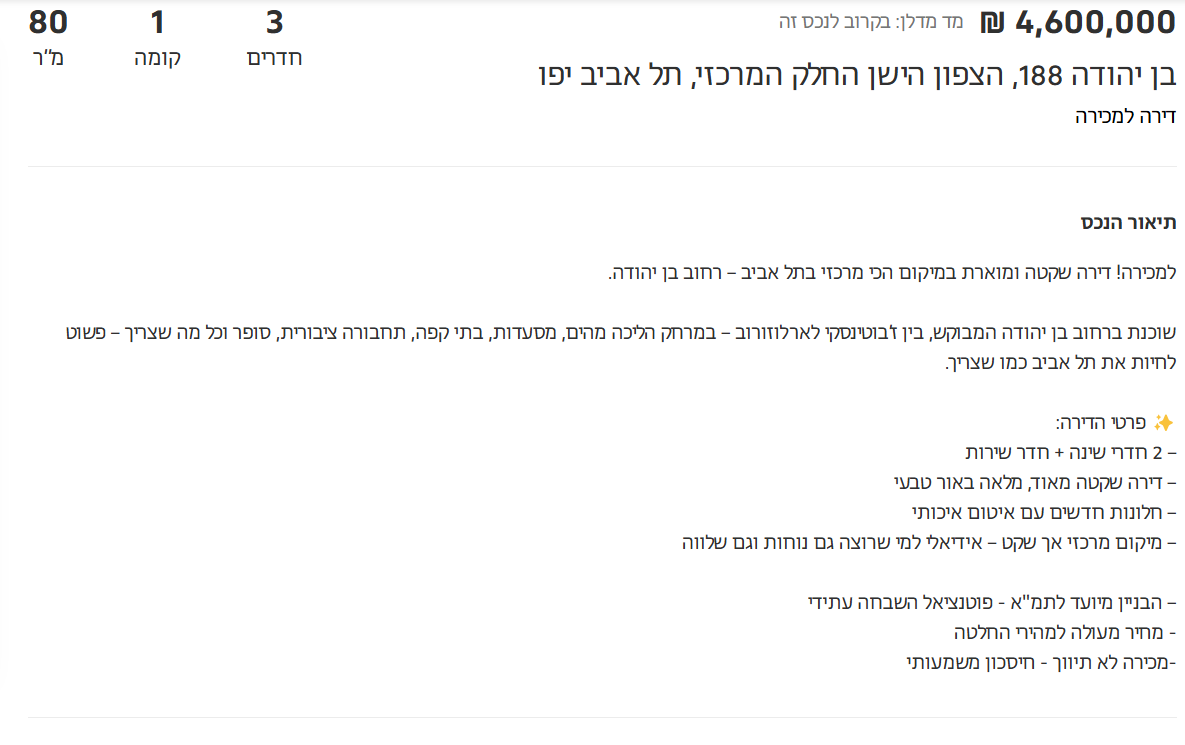 4,600,000 ₪
מד מדלן: בקרוב לנכס זה
3
חדרים
1
קומה
80
מ"ר
בן יהודה 188, הצפון הישן החלק המרכזי, תל אביב יפו
דירה למכירה
תיאור הנכס
למכירה! דירה שקטה ומוארת במיקום הכי מרכזי בתל אביב – רחוב בן יהודה.
שוכנת ברחוב בן יהודה המבוקש, בין ז'בוטינסקי לארלוזורוב – במרחק הליכה מהים, מסעדות, בתי קפה, תחבורה ציבורית, סופר וכל מה שצריך – פשוט
לחיות את תל אביב כמו שצריך.
✨ פרטי הדירה:
– 2 חדרי שינה + חדר שירות
– דירה שקטה מאוד, מלאה באור טבעי
– חלונות חדשים עם איטום איכותי
– מיקום מרכזי אך שקט – אידיאלי למי שרוצה גם נוחות וגם שלווה
– הבניין מיועד לתמ"א - פוטנציאל השבחה עתידי
- מחיר מעולה למהירי החלטה
-מכירה לא תיווך - חיסכון משמעותי